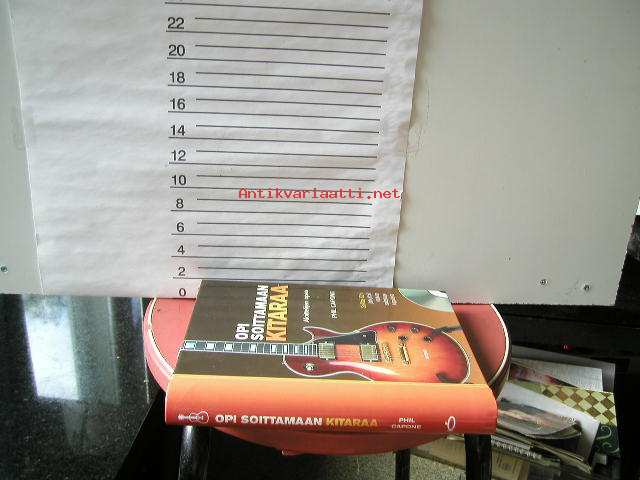 22
20
18
16
14
12
10
Antikvariaatti.net
8
6
4
2
0
OPI
SOITTAMAAN
KITARAA
PHIL CAPONE
OPI SOITTAMAAN KITARAA
PHIL
CAPONE